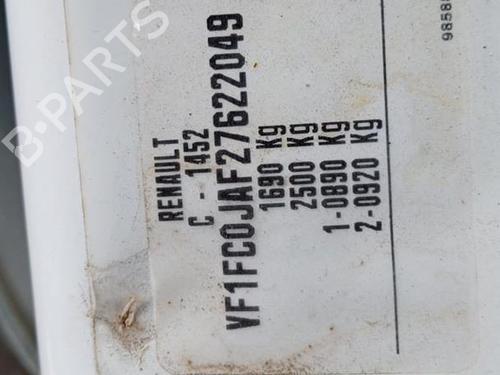 RENAULT
C - 1452
VF1FC0JAF27622049
1690 Kg
2500 Kg
1-0890 Kg
2-0920 Kg
B-PARTS